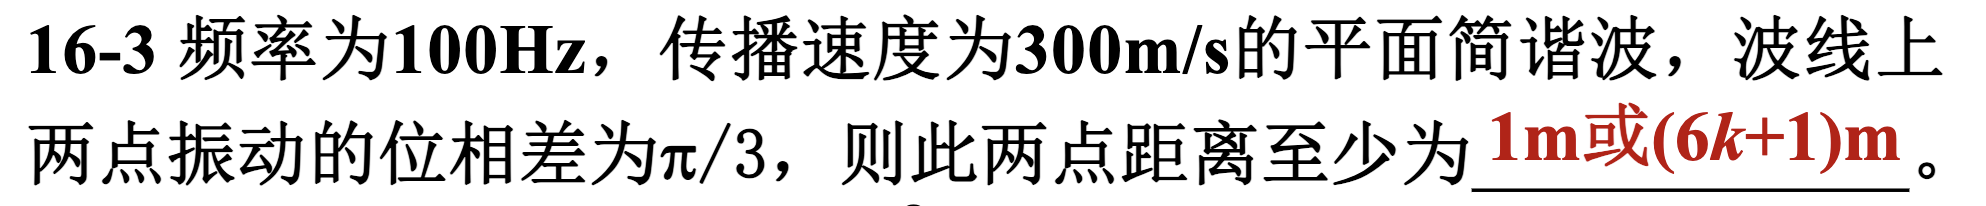 16-3 频率为100Hz，传播速度为300m/s的平面简谐波，波线上
两点振动的位相差为π/3，则此两点距离至少为1m或(6k+1)m。